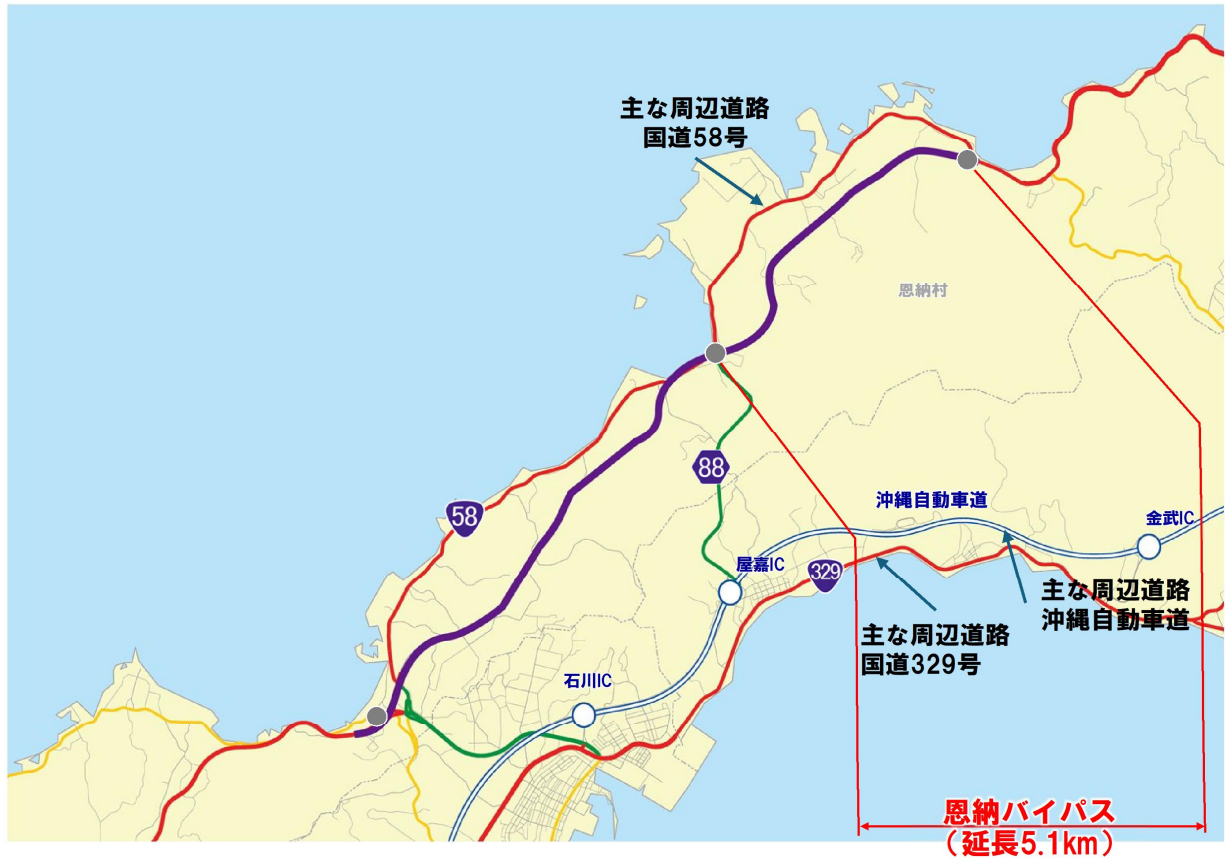 主な周辺道路
国道58号
恩納村
88
58
沖縄自動車道
金武IC
屋嘉IC
329
主な周辺道路
沖縄自動車道
主な周辺道路
国道329号
石川IC
恩納バイパス
（延長5.1km）